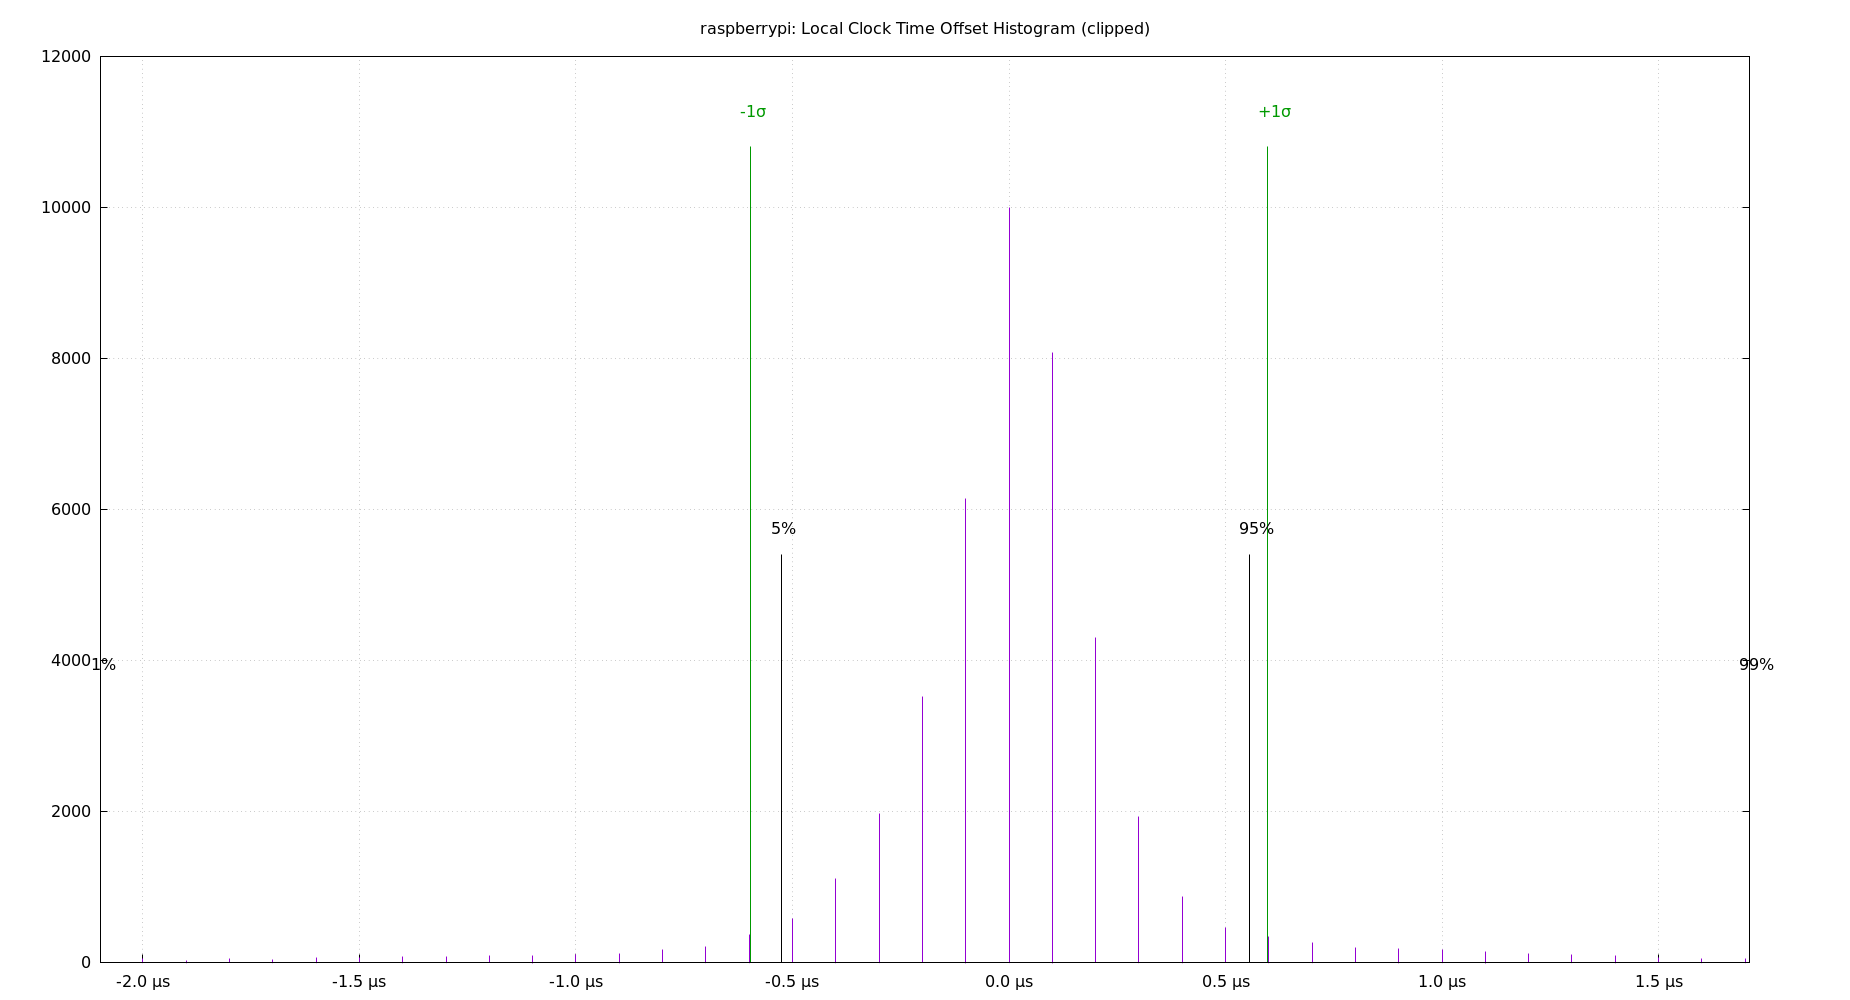 raspberrypi: Local Clock Time Offset Histogram (clipped)
12000
-1σ
+1σ
10000
8000
6000
5%
95%
4000
1%
99%
2000
0
-2.0 µs
-1.5 µs
-1.0 µs
-0.5 µs
0.0 µs
0.5 µs
1.0 µs
1.5 µs